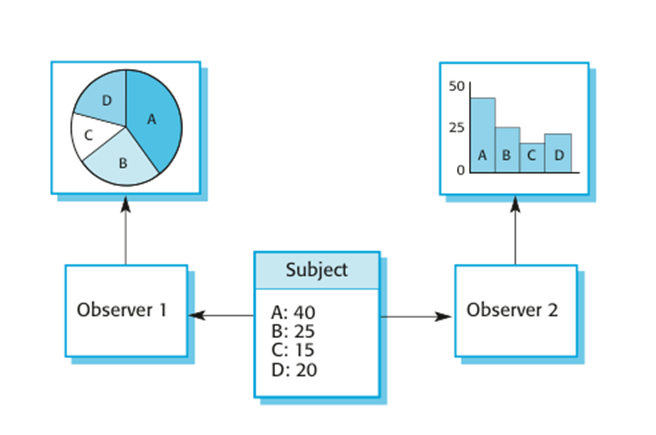 D
A
C
B
50
25
0
A B C D
Observer 1
Subject
A: 40
B: 25
C: 15
D: 20
Observer 2